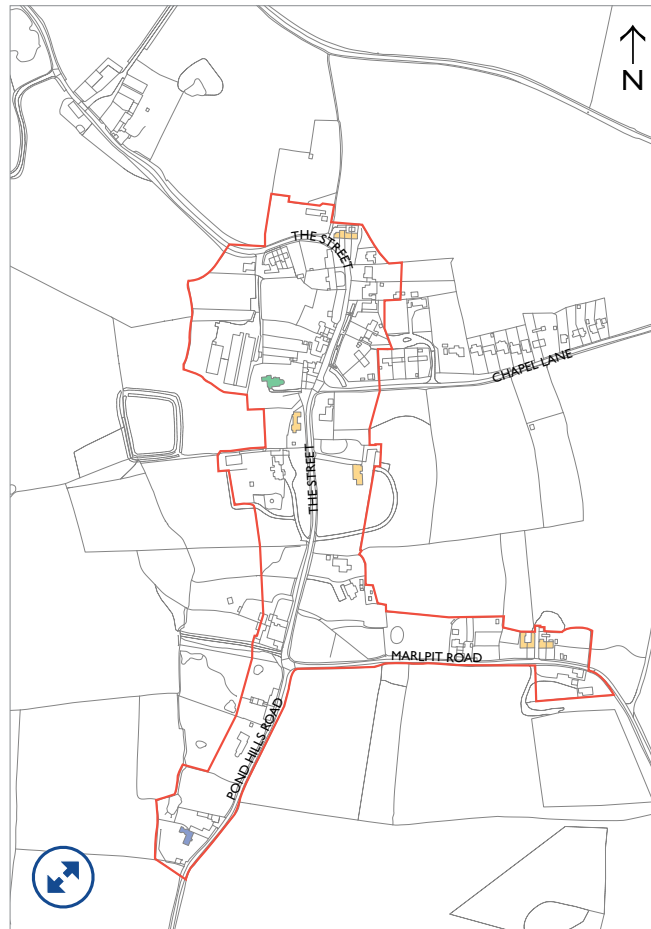 N
THE STREET
CHAPEL LANE
THE STREET
MARLPIT ROAD
POND HILLS ROAD